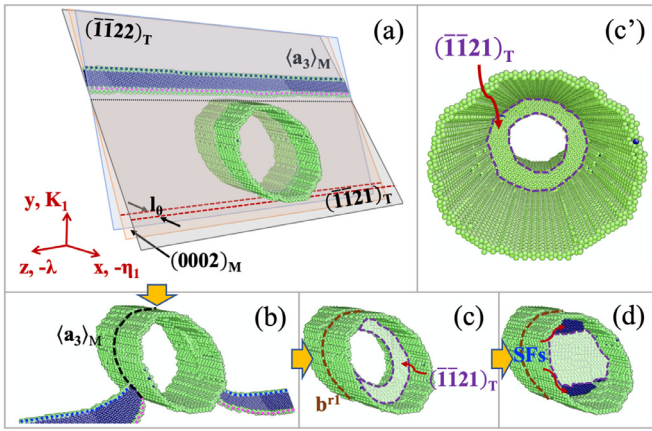 (a)
(1̄1̄22)T
⟨a₃⟩M
l₀
(1̄1̄21)T
(0002)M
y, K₁
z, -λ
x, -η₁
(c')
(1̄1̄21)T
(b)
⟨a₃⟩M
(c)
(1̄1̄21)T
bʳ¹
(d)
SFs